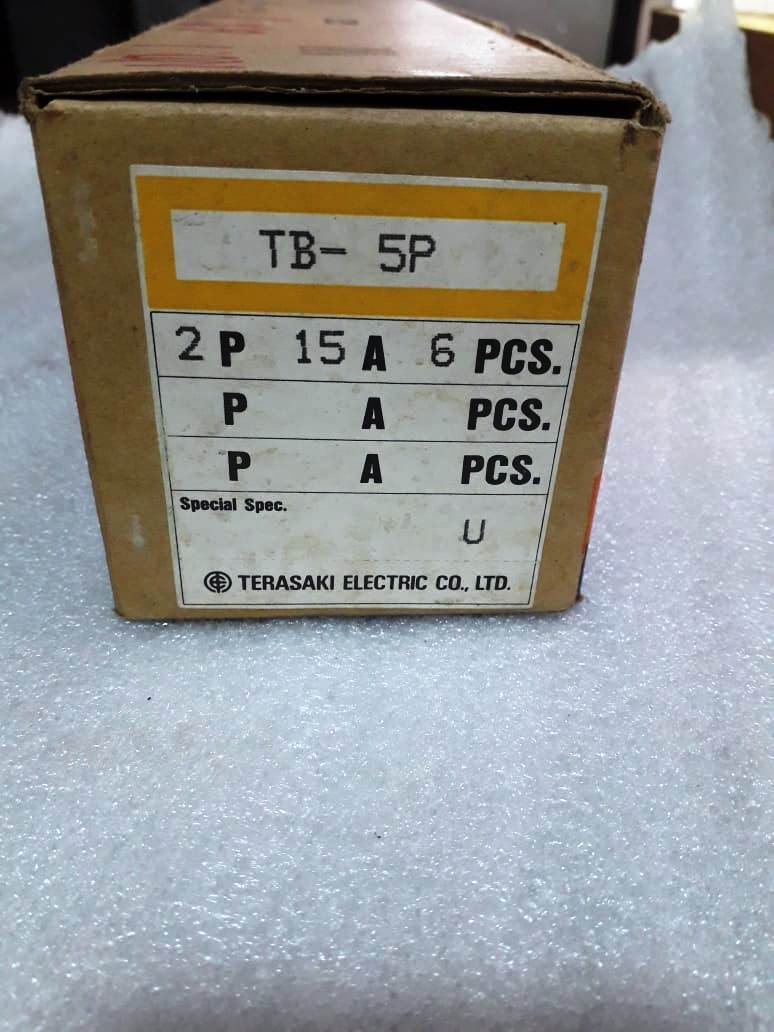 TB- 5P
2 P 15 A 6 PCS.
P A PCS.
P A PCS.
Special Spec.
U
TERASAKI ELECTRIC CO., LTD.